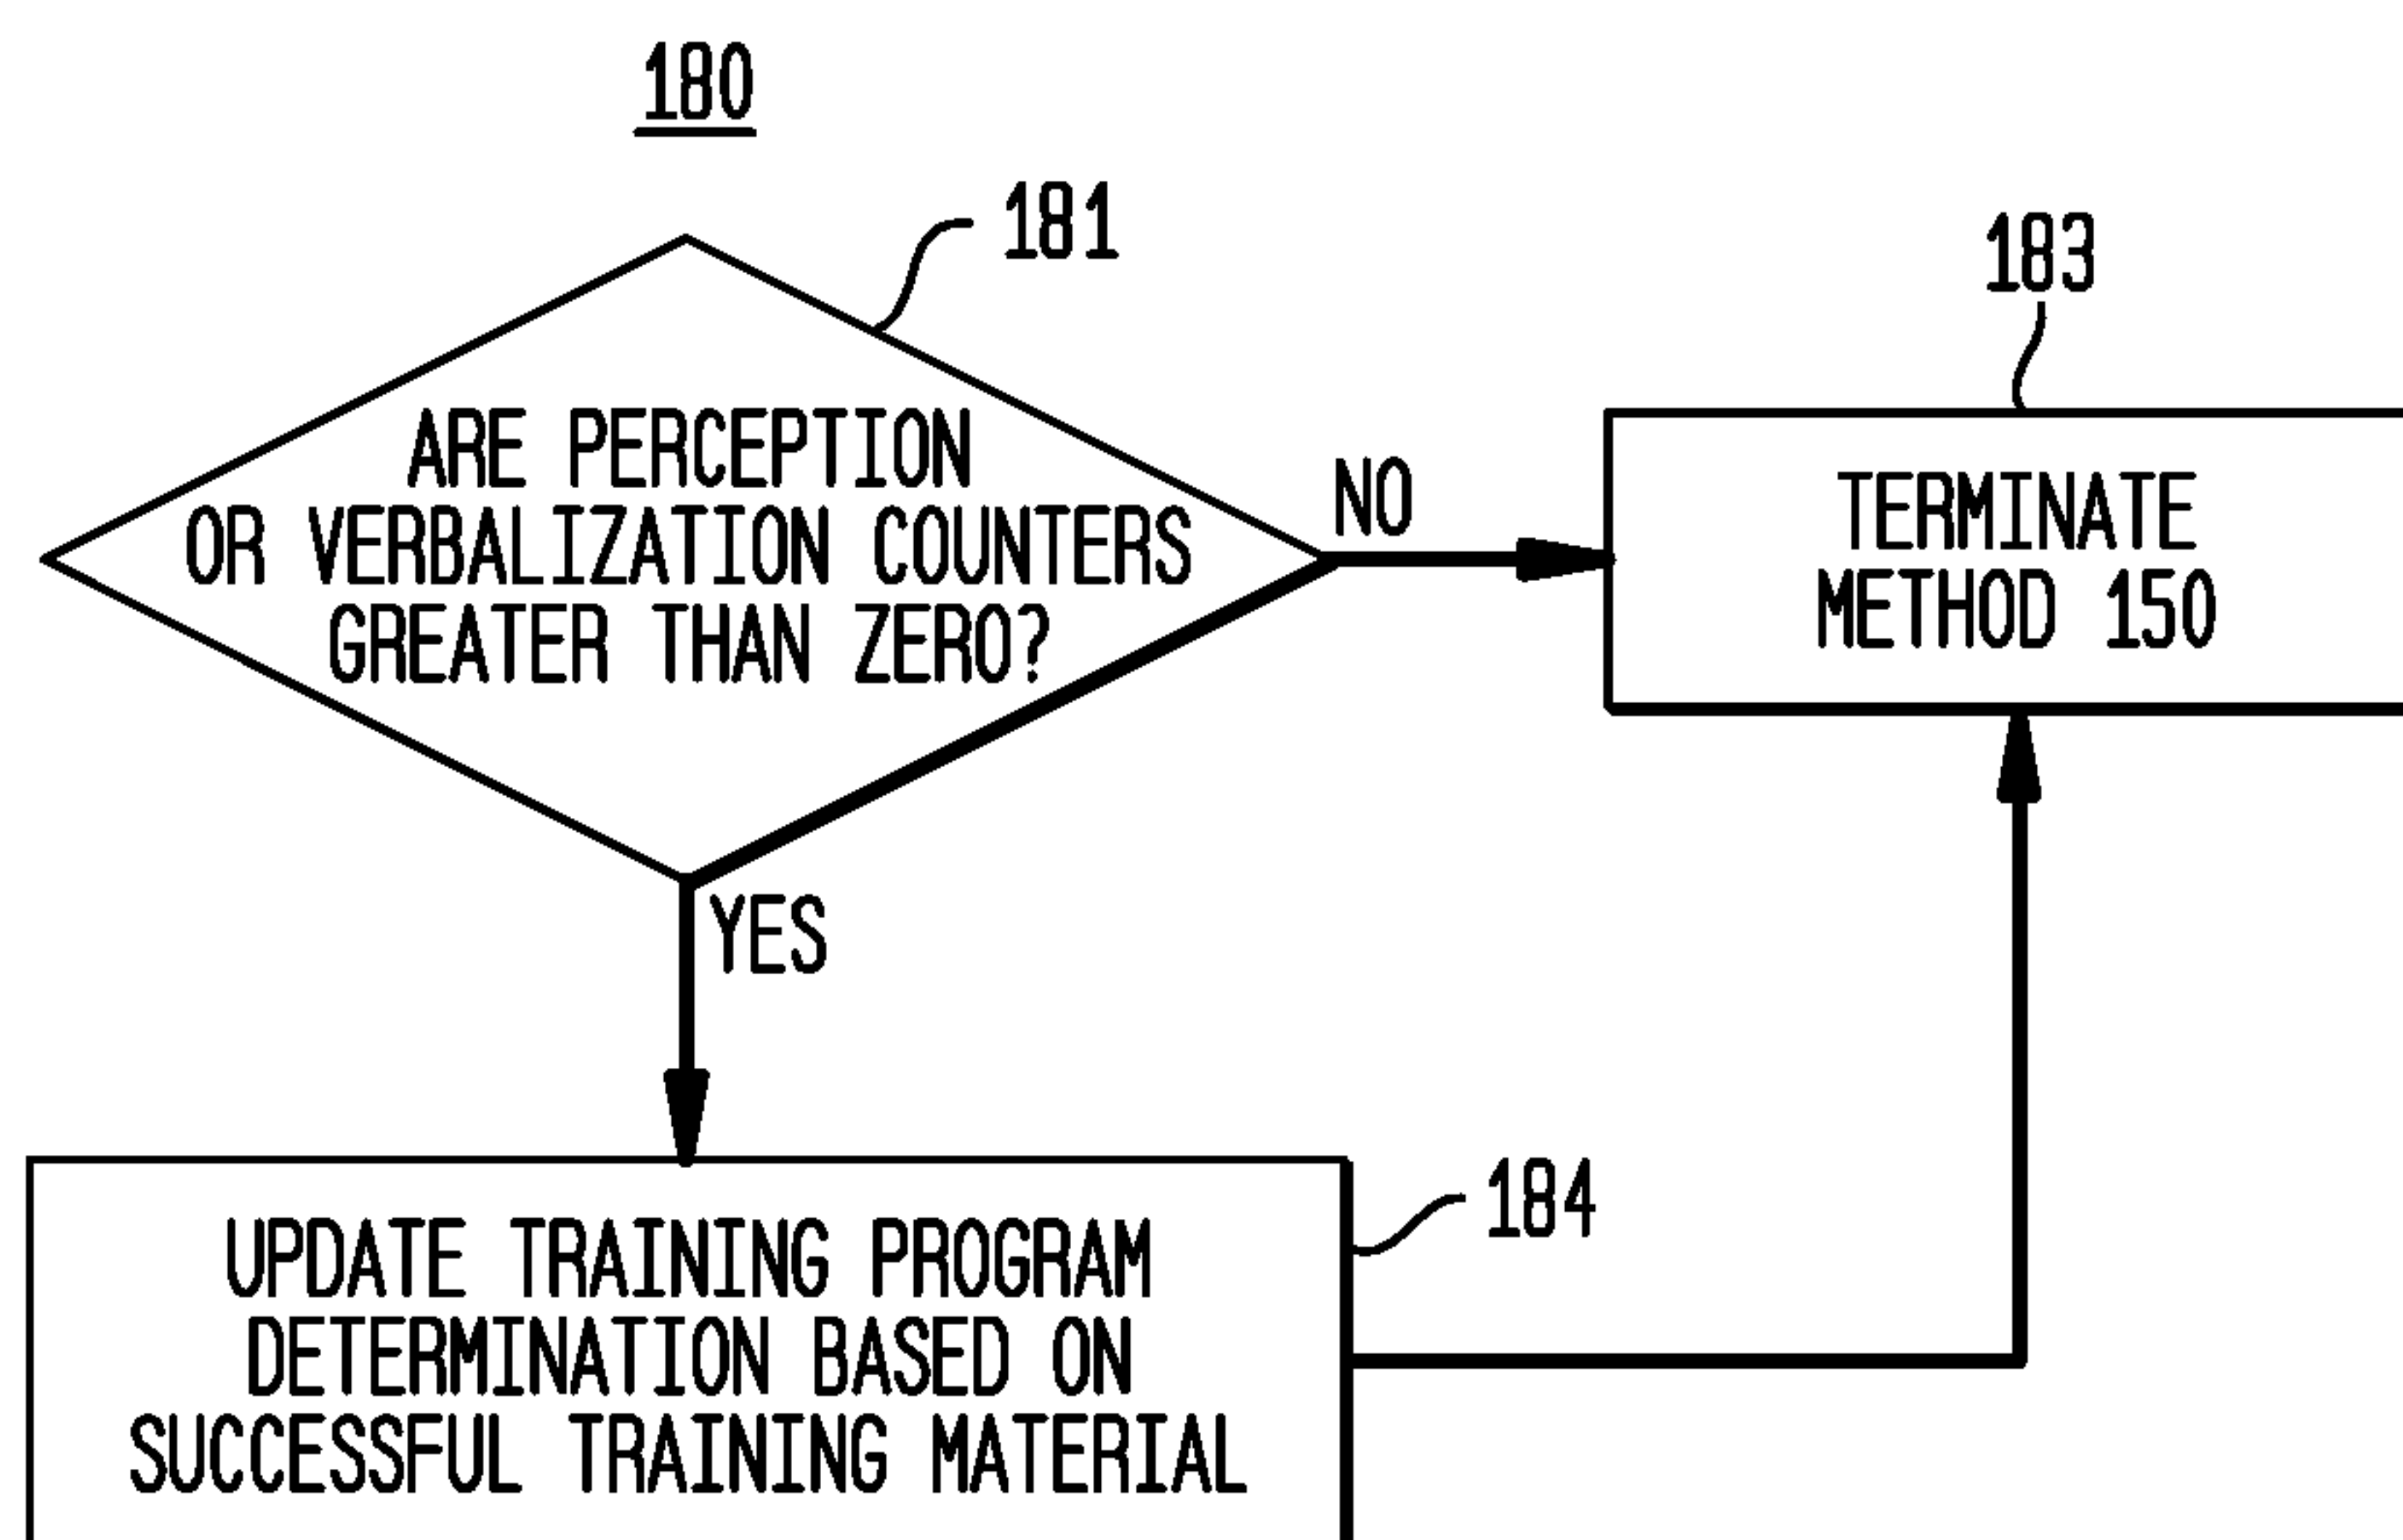 180
181
183
ARE PERCEPTION
OR VERBALIZATION COUNTERS
GREATER THAN ZERO?
NO
TERMINATE
METHOD 150
YES
184
UPDATE TRAINING PROGRAM
DETERMINATION BASED ON
SUCCESSFUL TRAINING MATERIAL